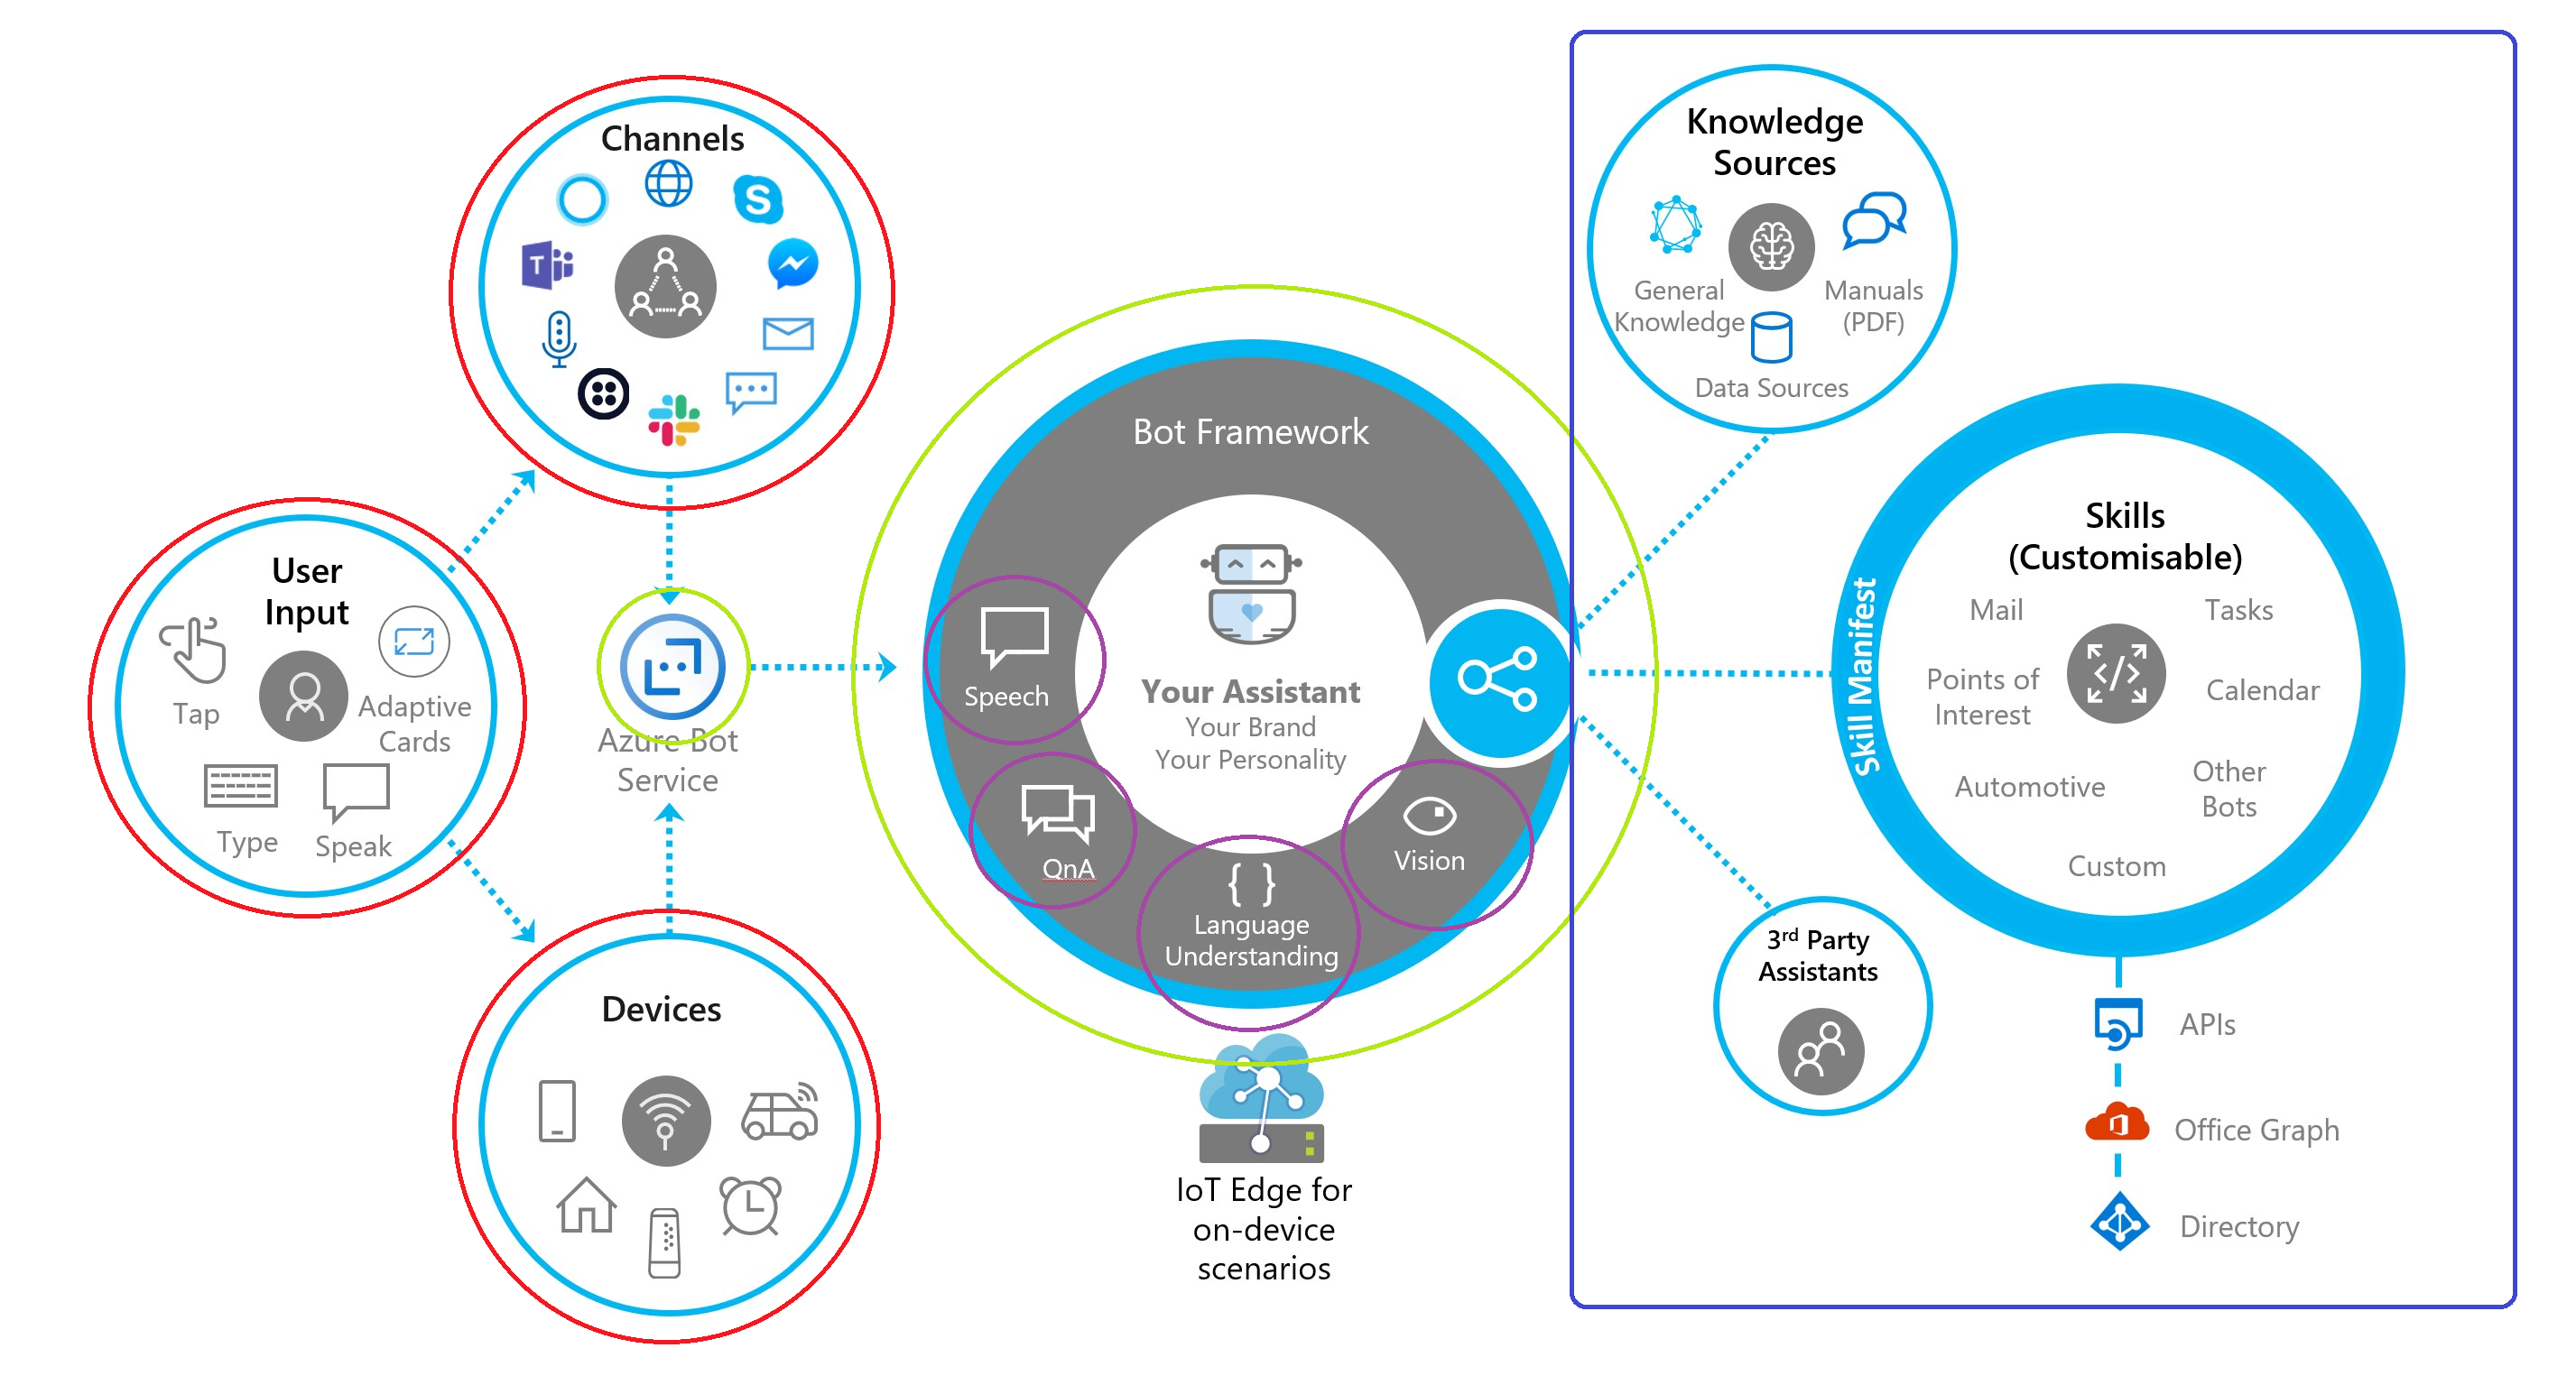 Channels
S
T
User
Input
Tap
Adaptive
Cards
Type
Speak
Azure Bot
Service
Devices
Bot Framework
Speech
QnA
Language
Understanding
Vision
Your Assistant
Your Brand
Your Personality
IoT Edge for
on-device
scenarios
Knowledge
Sources
General
Knowledge
Manuals
(PDF)
Data Sources
Skill Manifest
Skills
(Customisable)
Mail
Tasks
Points of
Interest
Calendar
Automotive
Other
Bots
Custom
3rd Party
Assistants
APIs
Office Graph
Directory